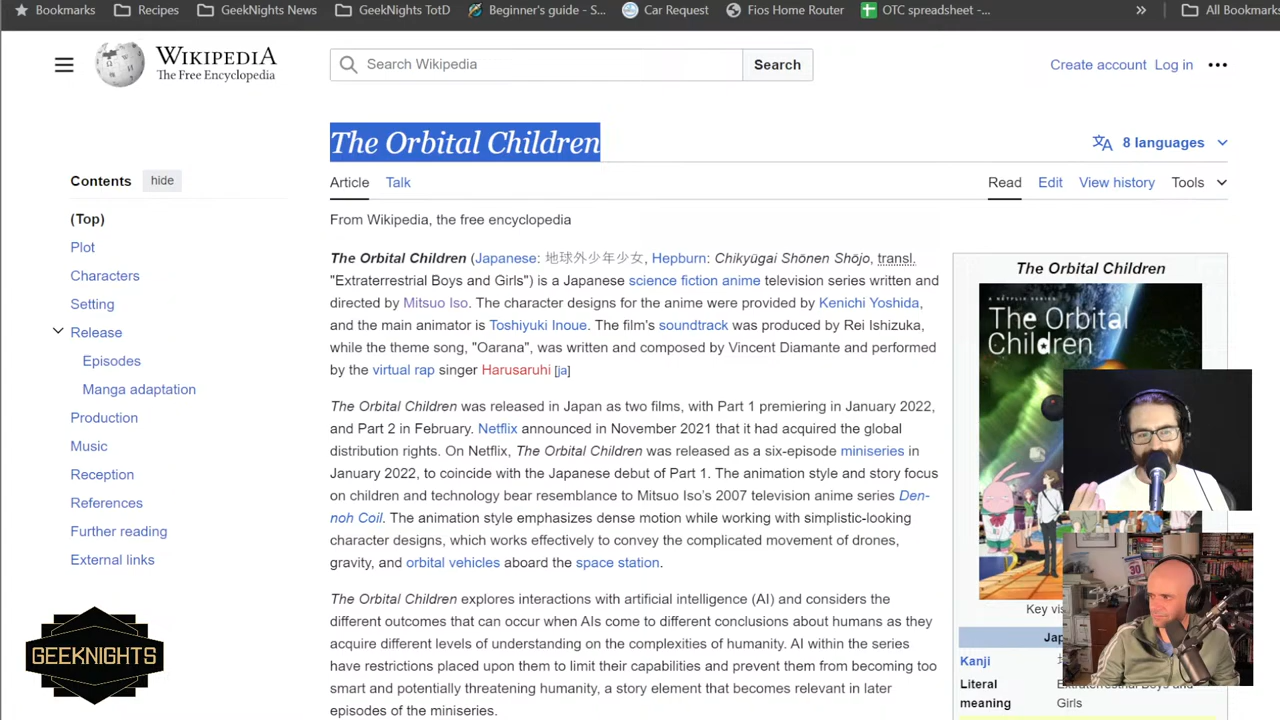 Bookmarks
Recipes
GeekNights News
GeekNights TotD
Beginner's guide - S...
Car Request
Fios Home Router
OTC spreadsheet -...
»
All Bookmarks
WIKIPEDIA
The Free Encyclopedia
Search Wikipedia
Search
Create account Log in
The Orbital Children
8 languages
Contents hide
Article Talk
Read Edit View history Tools
(Top)
Plot
Characters
Setting
Release
Episodes
Manga adaptation
Production
Music
Reception
References
Further reading
External links
From Wikipedia, the free encyclopedia
The Orbital Children (Japanese: 地球外少年少女, Hepburn: Chikyūgai Shōnen Shōjo, transl.
"Extraterrestrial Boys and Girls") is a Japanese science fiction anime television series written and
directed by Mitsuo Iso. The character designs for the anime were provided by Kenichi Yoshida,
and the main animator is Toshiyuki Inoue. The film's soundtrack was produced by Rei Ishizuka,
while the theme song, "Oarana", was written and composed by Vincent Diamante and performed
by the virtual rap singer Harusaruhi [ja]
The Orbital Children was released in Japan as two films, with Part 1 premiering in January 2022,
and Part 2 in February. Netflix announced in November 2021 that it had acquired the global
distribution rights. On Netflix, The Orbital Children was released as a six-episode miniseries in
January 2022, to coincide with the Japanese debut of Part 1. The animation style and story focus
on children and technology bear resemblance to Mitsuo Iso's 2007 television anime series Den-
noh Coil. The animation style emphasizes dense motion while working with simplistic-looking
character designs, which works effectively to convey the complicated movement of drones,
gravity, and orbital vehicles aboard the space station.
The Orbital Children explores interactions with artificial intelligence (AI) and considers the
different outcomes that can occur when AIs come to different conclusions about humans as they
acquire different levels of understanding on the complexities of humanity. AI within the series
have restrictions placed upon them to limit their capabilities and prevent them from becoming too
smart and potentially threatening humanity, a story element that becomes relevant in later
episodes of the miniseries.
The Orbital Children
A NETFLIX SERIES
The Orbital
Children
Key vis
Jap
Kanji
Literal
meaning
Extraterrestrial Boys and
Girls
30
GEEKNIGHTS